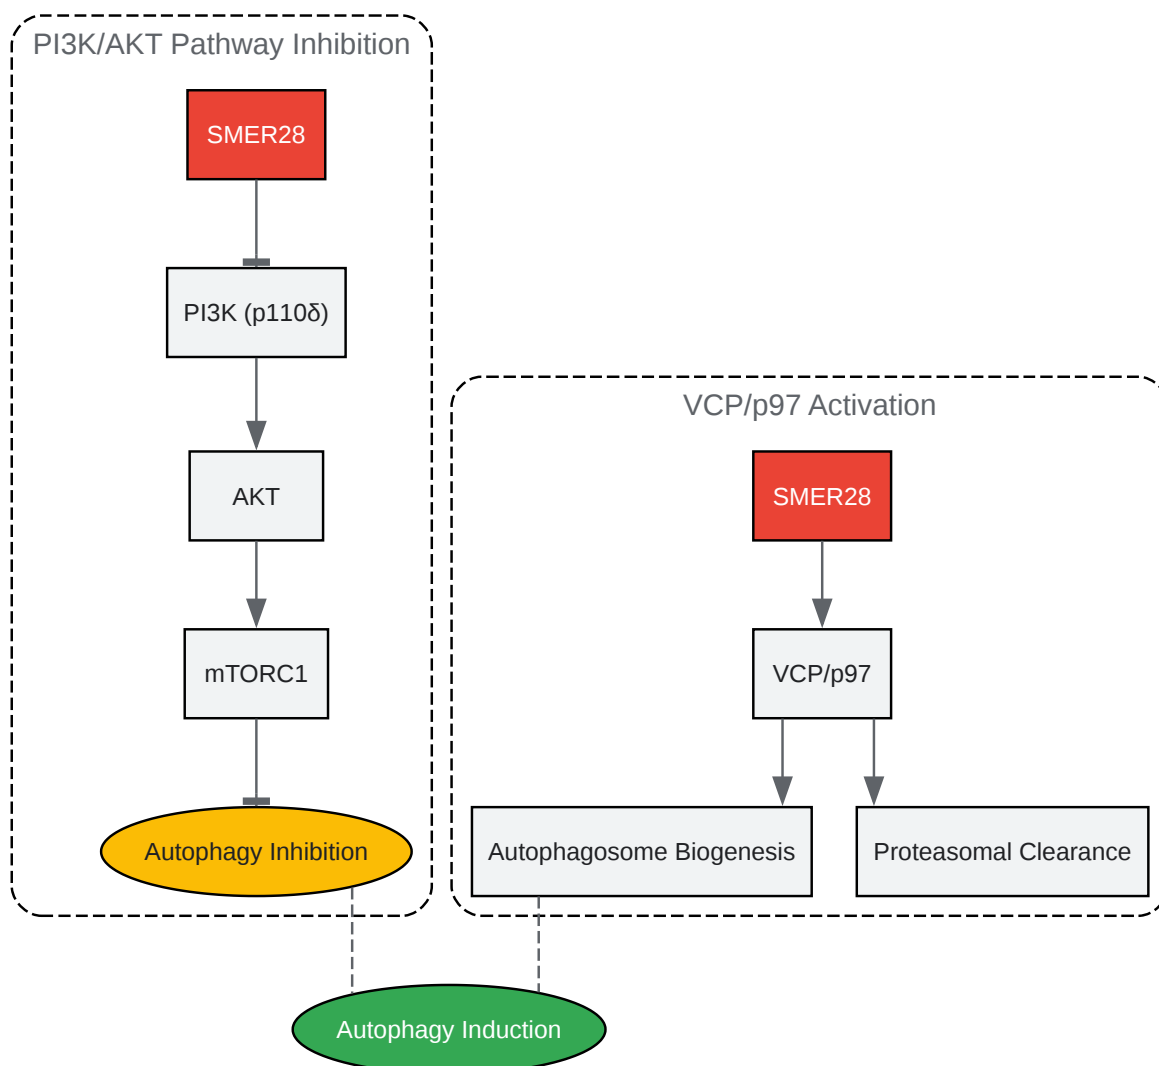 PI3K/AKT Pathway Inhibition
SMER28
PI3K (p110δ)
AKT
mTORC1
Autophagy Inhibition
VCP/p97 Activation
SMER28
VCP/p97
Autophagosome Biogenesis
Proteasomal Clearance
Autophagy Induction